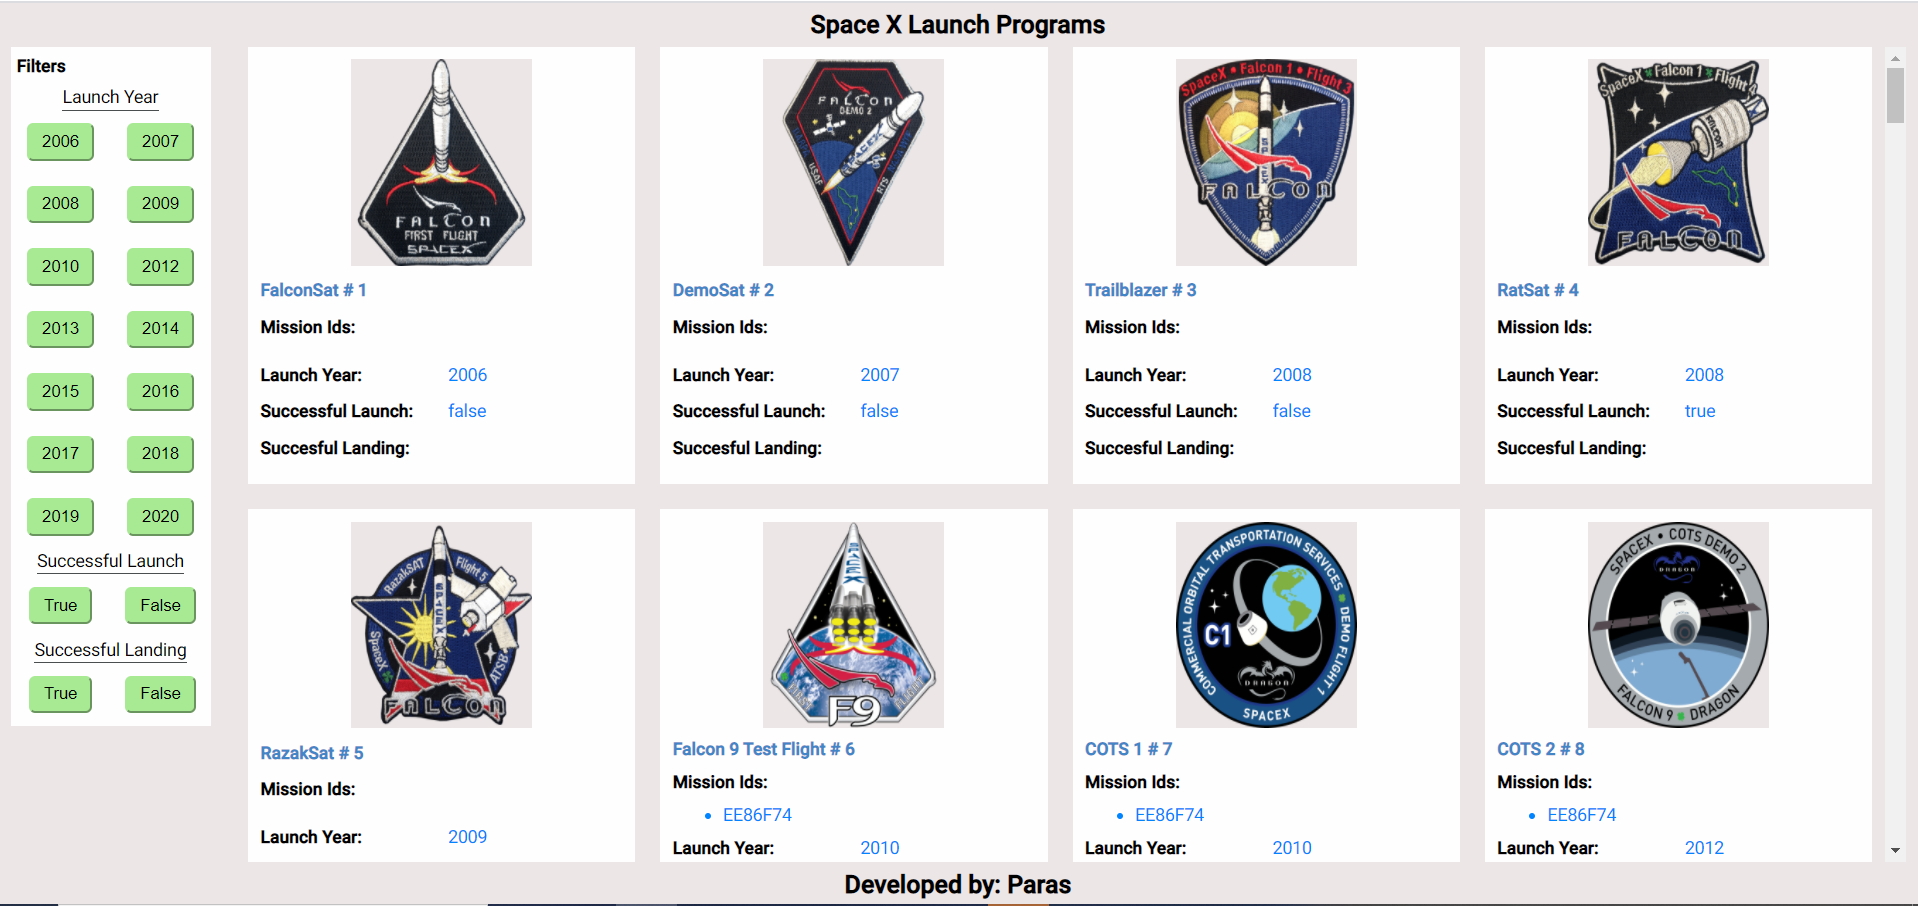 Space X Launch Programs
Filters
Launch Year
2006 2007
2008 2009
2010 2012
2013 2014
2015 2016
2017 2018
2019 2020
Successful Launch
True False
Successful Landing
True False
FALCON
FIRST FLIGHT
SPACEX
FalconSat # 1
Mission Ids:
Launch Year: 2006
Successful Launch: false
Succesful Landing:
FALCON
DEMO 2
SPACEX
USAF
RTS
DemoSat # 2
Mission Ids:
Launch Year: 2007
Successful Launch: false
Succesful Landing:
SpaceX • Falcon 1 • Flight 3
SPACEX
FALCON
Trailblazer # 3
Mission Ids:
Launch Year: 2008
Successful Launch: false
Succesful Landing:
SpaceX Falcon 1 Flight 4
FALCON
FALCON
RatSat # 4
Mission Ids:
Launch Year: 2008
Successful Launch: true
Succesful Landing:
RazakSAT Flight 5
SPACEX
SpaceX
ATSB
FALCON
RazakSat # 5
Mission Ids:
Launch Year: 2009
SPACEX
F9
Falcon 9 Test Flight # 6
Mission Ids:
• EE86F74
Launch Year: 2010
COMMERCIAL ORBITAL TRANSPORTATION SERVICES DEMO FLIGHT 1
C1
DRAGON
SPACEX
COTS 1 # 7
Mission Ids:
• EE86F74
Launch Year: 2010
SPACEX • COTS DEMO 2
DRAGON
FALCON 9 DRAGON
COTS 2 # 8
Mission Ids:
• EE86F74
Launch Year: 2012
Developed by: Paras